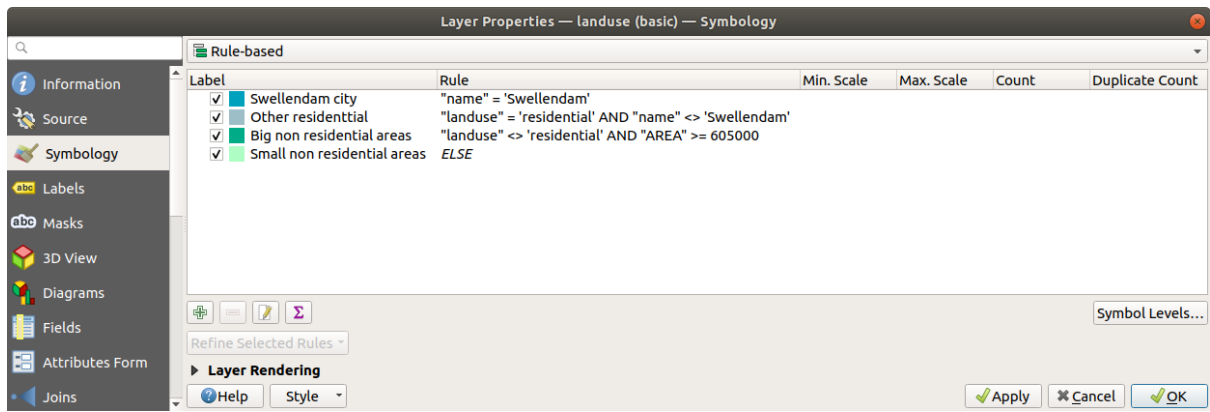 Layer Properties — landuse (basic) — Symbology
Rule-based
Information
Source
Symbology
abc Labels
abc Masks
3D View
Diagrams
Fields
Attributes Form
Joins
Label Rule Min. Scale Max. Scale Count Duplicate Count
Swellendam city "name" = 'Swellendam'
Other residenttial "landuse" = 'residential' AND "name" <> 'Swellendam'
Big non residential areas "landuse" <> 'residential' AND "AREA" >= 605000
Small non residential areas ELSE
Σ
Symbol Levels...
Refine Selected Rules
Layer Rendering
Help Style Apply Cancel OK